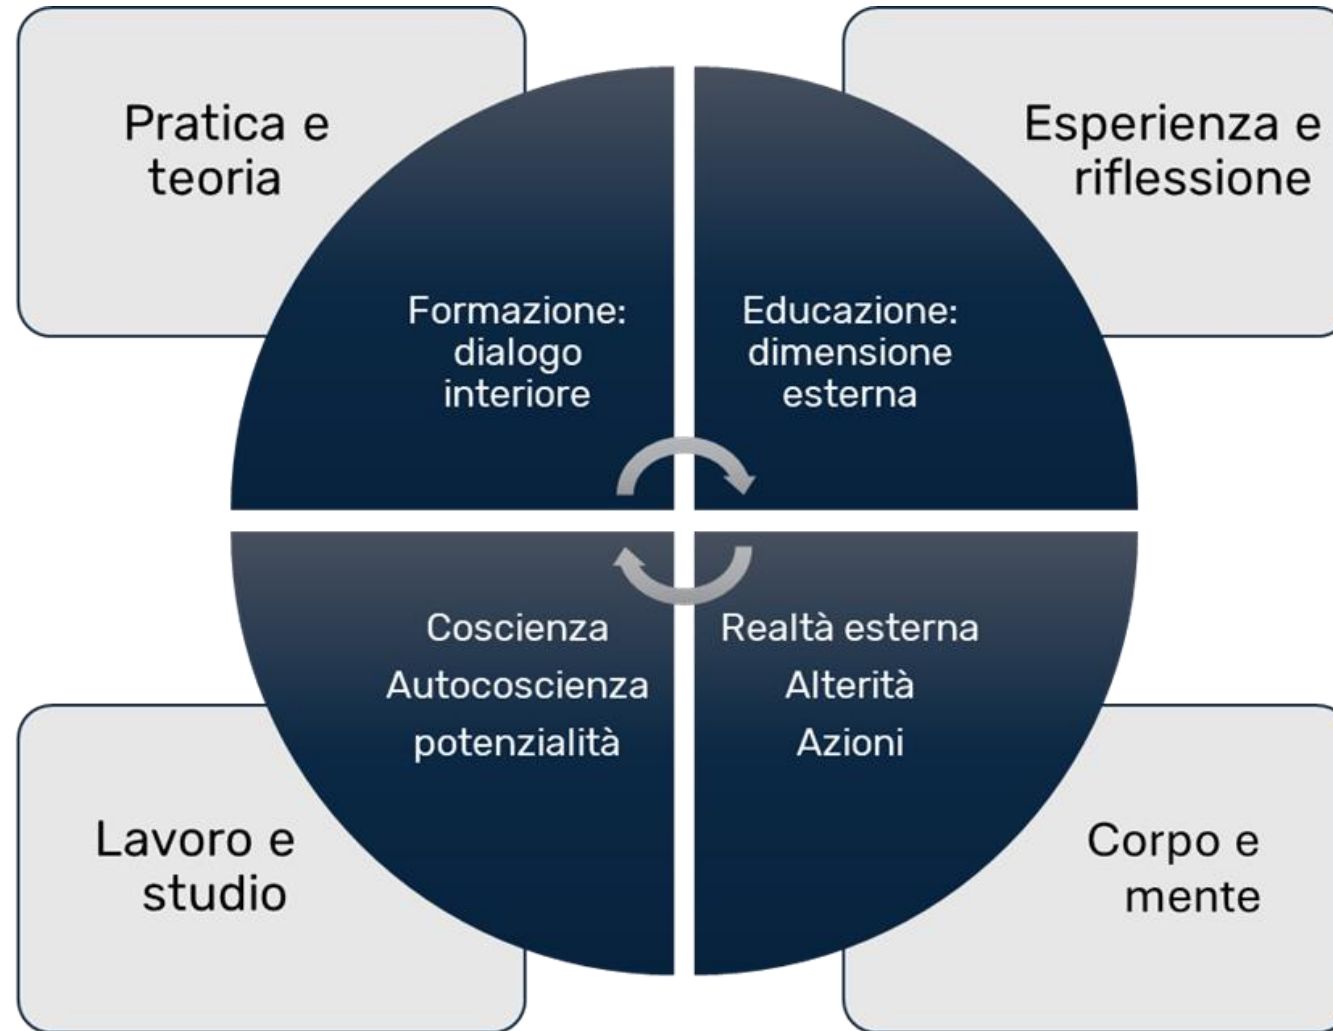 Pratica e
teoria
Esperienza e
riflessione
Formazione:
dialogo
interiore
Educazione:
dimensione
esterna
Coscienza
Autocoscienza
potenzialità
Realtà esterna
Alterità
Azioni
Lavoro e
studio
Corpo e
mente